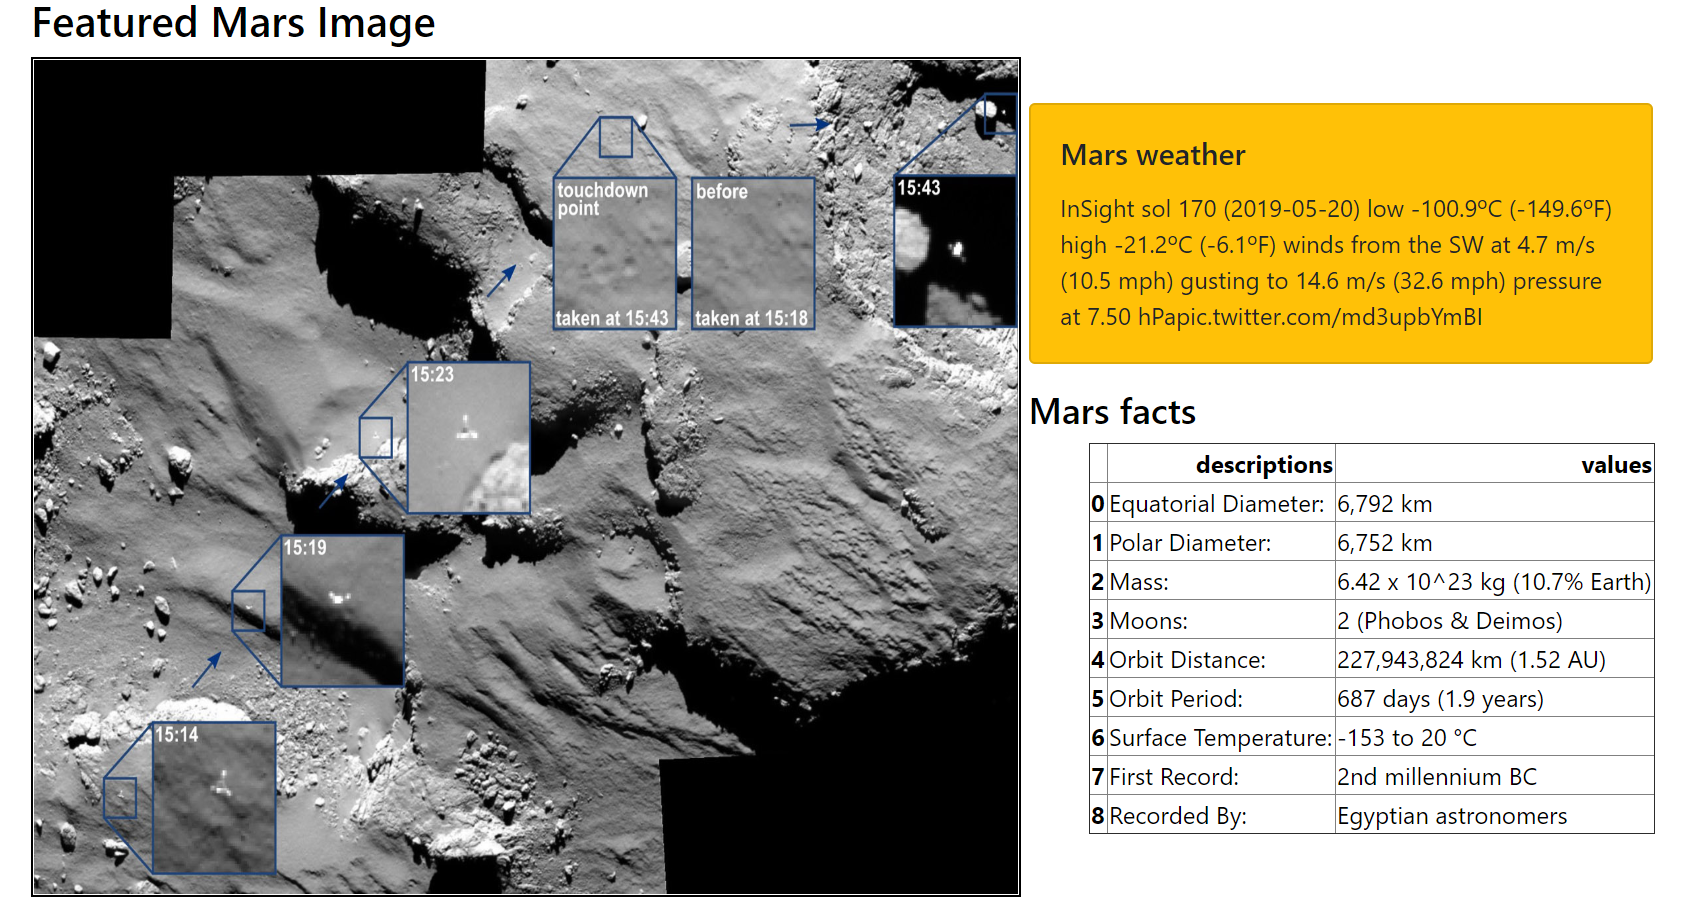 Featured Mars Image
touchdown
point
taken at 15:43
before
taken at 15:18
15:43
15:23
15:19
15:14
Mars weather
InSight sol 170 (2019-05-20) low -100.9ºC (-149.6ºF)
high -21.2ºC (-6.1ºF) winds from the SW at 4.7 m/s
(10.5 mph) gusting to 14.6 m/s (32.6 mph) pressure
at 7.50 hPapic.twitter.com/md3upbYmBI
Mars facts
descriptions values
0 Equatorial Diameter: 6,792 km
1 Polar Diameter: 6,752 km
2 Mass: 6.42 x 10^23 kg (10.7% Earth)
3 Moons: 2 (Phobos & Deimos)
4 Orbit Distance: 227,943,824 km (1.52 AU)
5 Orbit Period: 687 days (1.9 years)
6 Surface Temperature: -153 to 20 °C
7 First Record: 2nd millennium BC
8 Recorded By: Egyptian astronomers